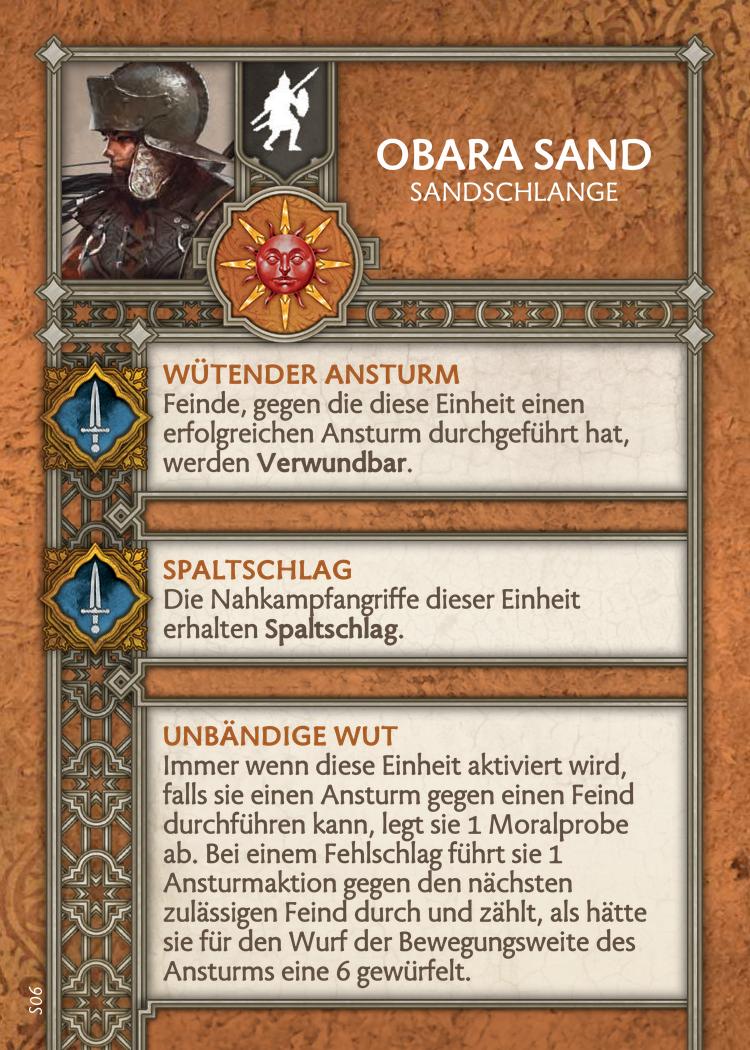 OBARA SAND
SANDSCHLANGE
WÜTENDER ANSTURM
Feinde, gegen die diese Einheit einen
erfolgreichen Ansturm durchgeführt hat,
werden Verwundbar.
SPALTSCHLAG
Die Nahkampfangriffe dieser Einheit
erhalten Spaltschlag.
UNBÄNDIGE WUT
Immer wenn diese Einheit aktiviert wird,
falls sie einen Ansturm gegen einen Feind
durchführen kann, legt sie 1 Moralprobe
ab. Bei einem Fehlschlag führt sie 1
Ansturmaktion gegen den nächsten
zulässigen Feind durch und zählt, als hätte
sie für den Wurf der Bewegungsweite des
Ansturms eine 6 gewürfelt.
S06